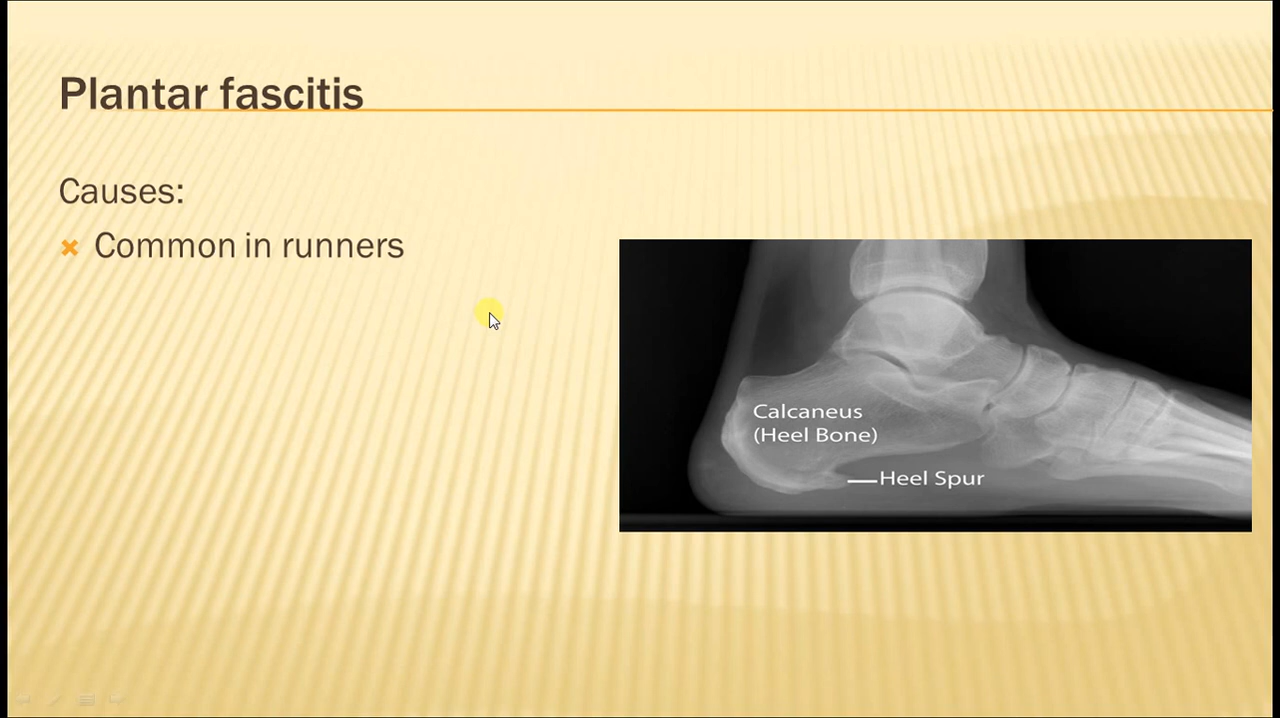 Plantar fascitis
Causes:
Common in runners
Calcaneus
(Heel Bone)
Heel Spur